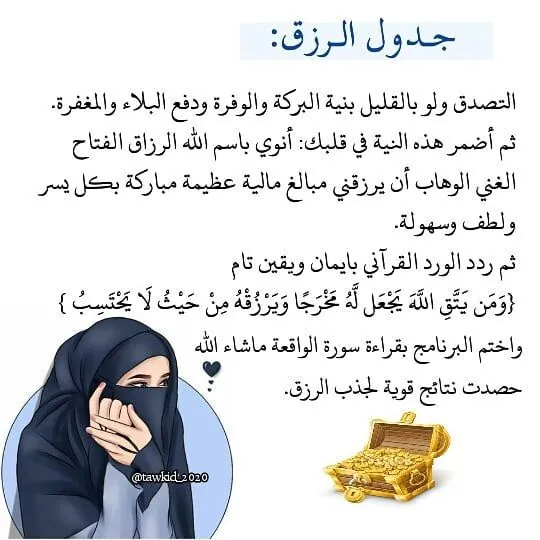 جـدول الـرزق:
التصدق ولو بالقليل بنية البركة والوفرة ودفع البلاء والمغفرة.
ثم أضمر هذه النية في قلبك: أنوي باسم الله الرزاق الفتاح
الغني الوهاب أن يرزقني مبالغ مالية عظيمة مباركة بكل يسر
ولطف وسهولة.
ثم ردد الورد القرآني بايمان ويقين تام
{وَمَن يَتَّقِ اللَّهَ يَجْعَل لَّهُ مَخْرَجًا وَيَرْزُقْهُ مِنْ حَيْثُ لَا يَحْتَسِبُ }
واختم البرنامج بقراءة سورة الواقعة ماشاء الله
حصدت نتائج قوية لجذب الرزق.
@tawkid_2020